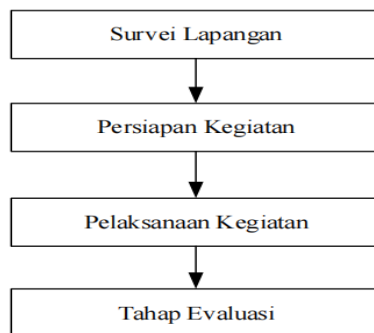 Survei Lapangan
Persiapan Kegiatan
Pelaksanaan Kegiatan
Tahap Evaluasi